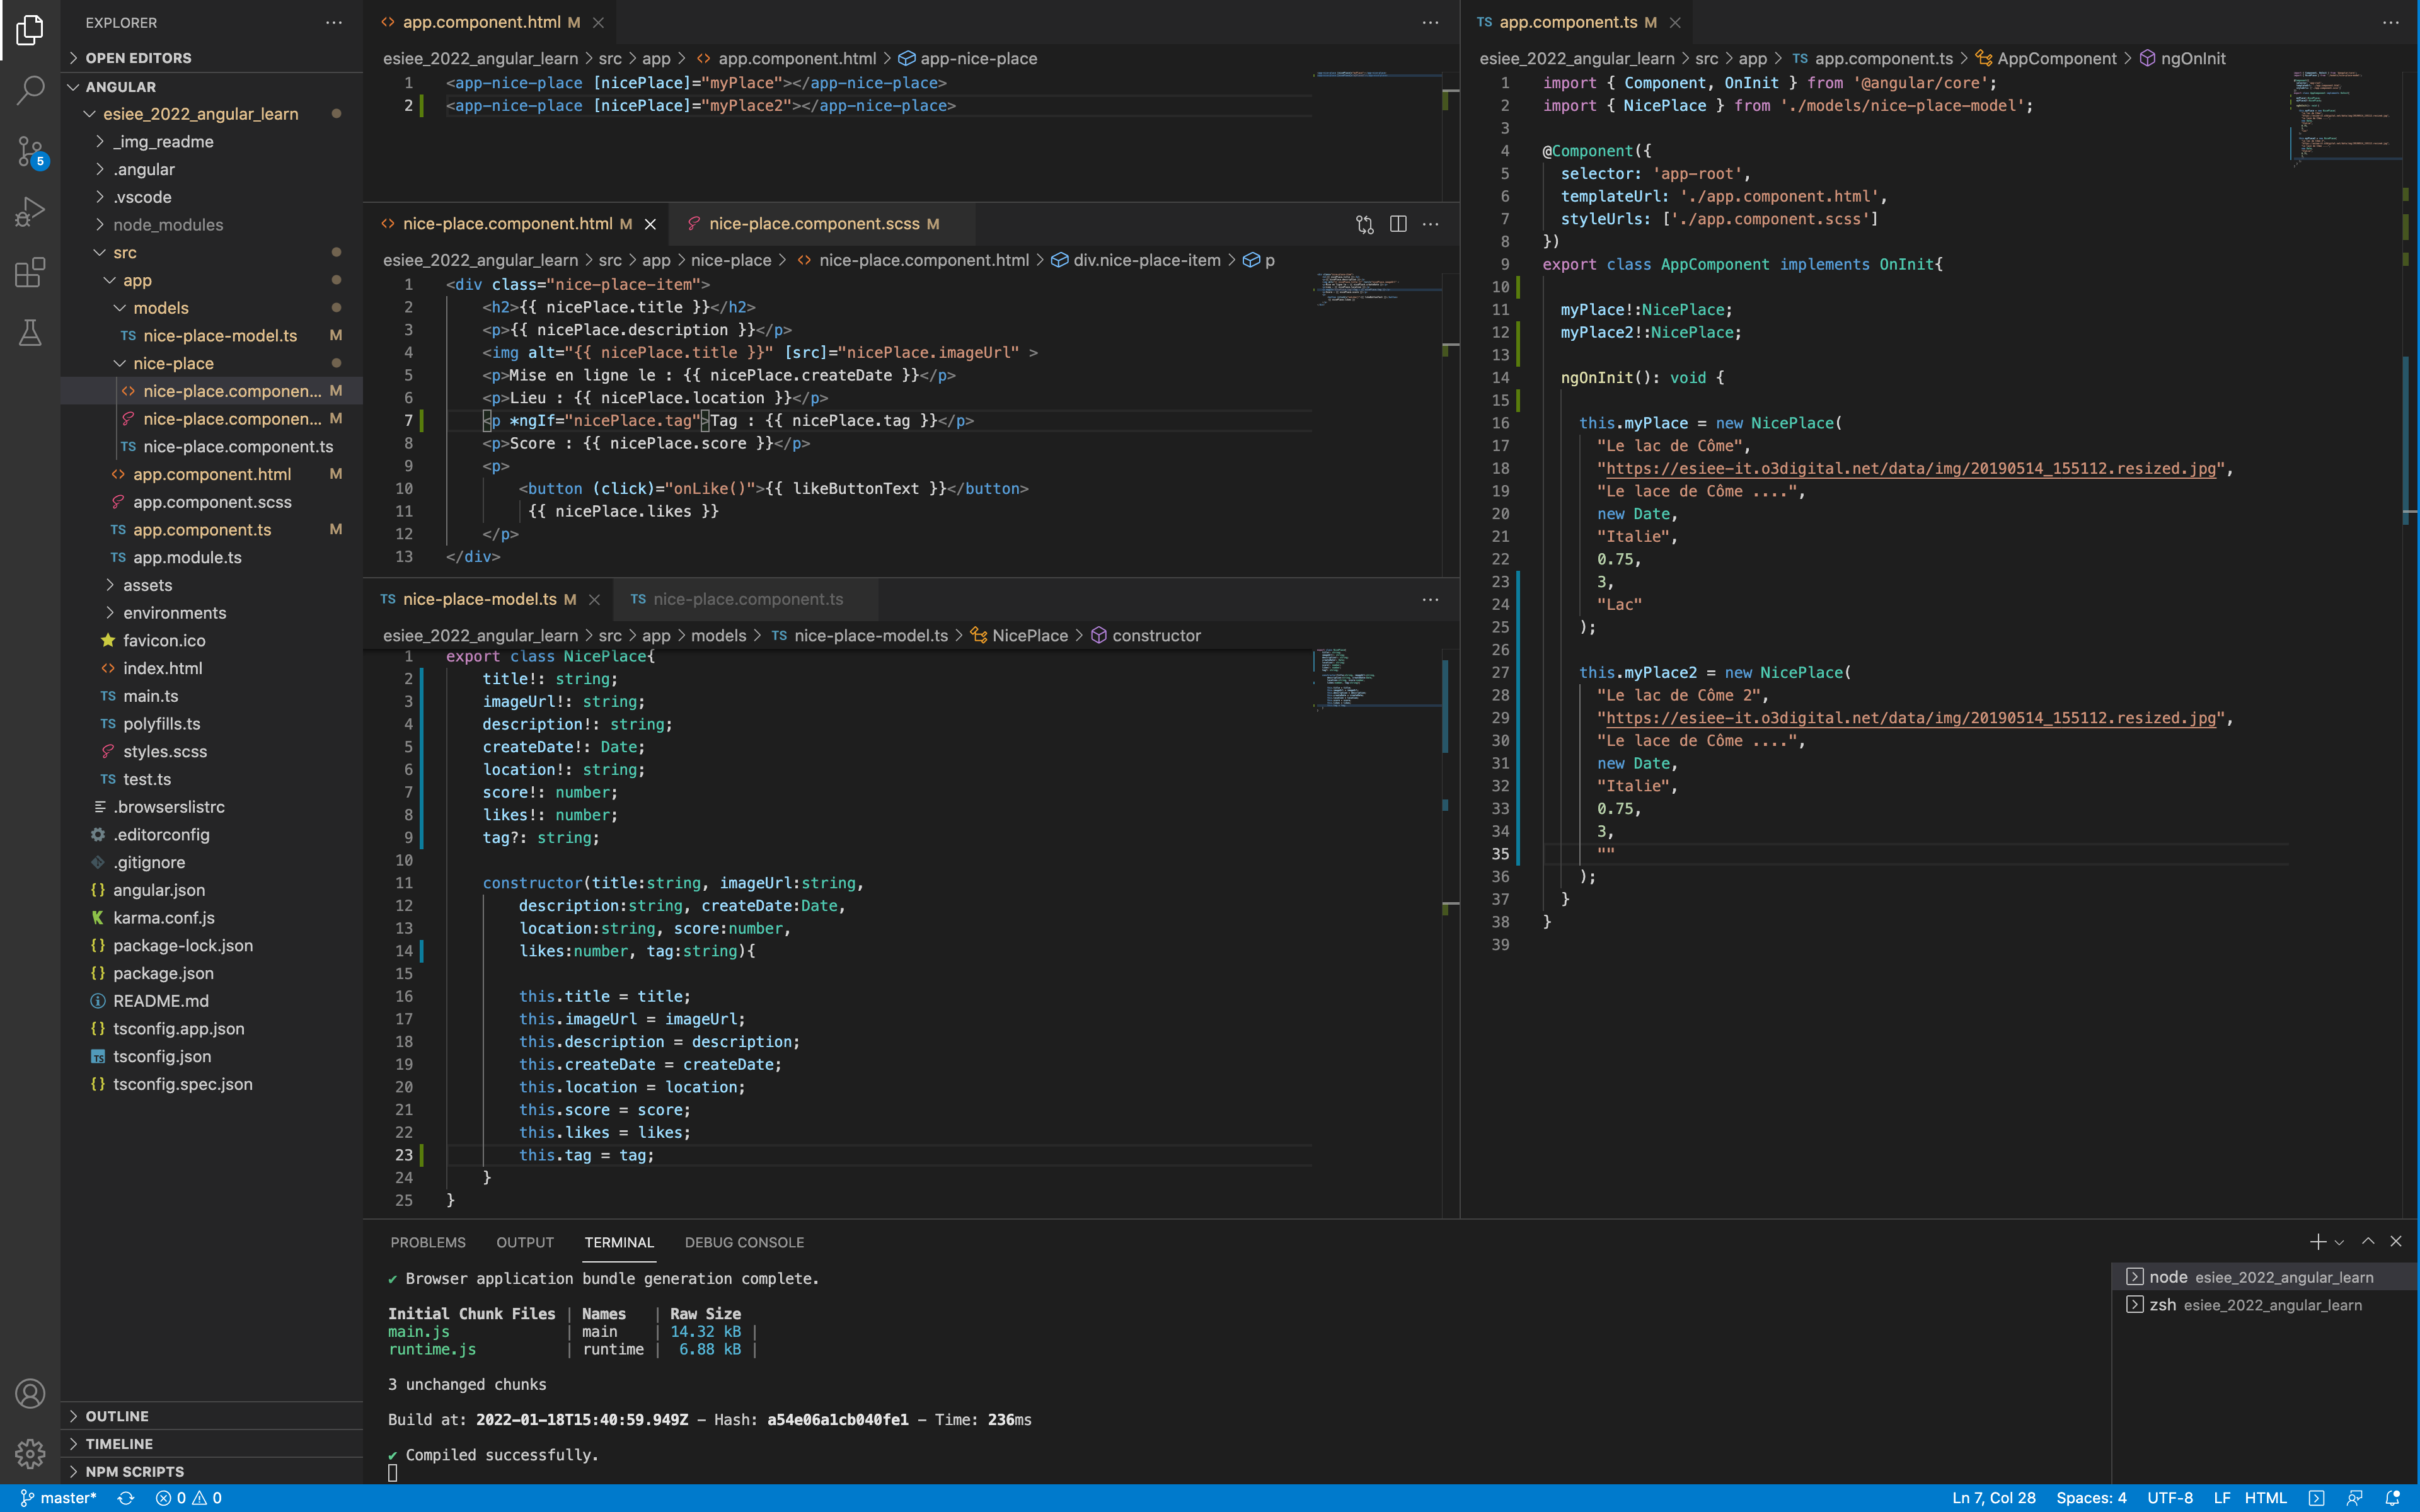 EXPLORER
OPEN EDITORS
ANGULAR
esiee_2022_angular_learn
_img_readme
.angular
.vscode
node_modules
src
app
models
TS nice-place-model.ts M
nice-place
nice-place.componen... M
nice-place.componen... M
TS nice-place.component.ts
app.component.html M
app.component.scss
TS app.component.ts M
TS app.module.ts
assets
environments
favicon.ico
index.html
TS main.ts
TS polyfills.ts
styles.scss
TS test.ts
.browserslistrc
.editorconfig
.gitignore
{} angular.json
karma.conf.js
{} package-lock.json
{} package.json
README.md
{} tsconfig.app.json
TS tsconfig.json
{} tsconfig.spec.json
OUTLINE
TIMELINE
NPM SCRIPTS
5
app.component.html M
esiee_2022_angular_learn > src > app > app.component.html > app-nice-place
1 <app-nice-place [nicePlace]="myPlace"></app-nice-place>
2 <app-nice-place [nicePlace]="myPlace2"></app-nice-place>
nice-place.component.html M
nice-place.component.scss M
esiee_2022_angular_learn > src > app > nice-place > nice-place.component.html > div.nice-place-item > p
1 <div class="nice-place-item">
2 <h2>{{ nicePlace.title }}</h2>
3 <p>{{ nicePlace.description }}</p>
4 <img alt="{{ nicePlace.title }}" [src]="nicePlace.imageUrl" >
5 <p>Mise en ligne le : {{ nicePlace.createDate }}</p>
6 <p>Lieu : {{ nicePlace.location }}</p>
7 <p *ngIf="nicePlace.tag">Tag : {{ nicePlace.tag }}</p>
8 <p>Score : {{ nicePlace.score }}</p>
9 <p>
10 <button (click)="onLike()">{{ likeButtonText }}</button>
11 {{ nicePlace.likes }}
12 </p>
13 </div>
TS nice-place-model.ts M
TS nice-place.component.ts
esiee_2022_angular_learn > src > app > models > TS nice-place-model.ts > NicePlace > constructor
1 export class NicePlace{
2 title!: string;
3 imageUrl!: string;
4 description!: string;
5 createDate!: Date;
6 location!: string;
7 score!: number;
8 likes!: number;
9 tag?: string;
10
11 constructor(title:string, imageUrl:string,
12 description:string, createDate:Date,
13 location:string, score:number,
14 likes:number, tag:string){
15
16 this.title = title;
17 this.imageUrl = imageUrl;
18 this.description = description;
19 this.createDate = createDate;
20 this.location = location;
21 this.score = score;
22 this.likes = likes;
23 this.tag = tag;
24 }
25 }
TS app.component.ts M
esiee_2022_angular_learn > src > app > TS app.component.ts > AppComponent > ngOnInit
1 import { Component, OnInit } from '@angular/core';
2 import { NicePlace } from './models/nice-place-model';
3
4 @Component({
5 selector: 'app-root',
6 templateUrl: './app.component.html',
7 styleUrls: ['./app.component.scss']
8 })
9 export class AppComponent implements OnInit{
10
11 myPlace!:NicePlace;
12 myPlace2!:NicePlace;
13
14 ngOnInit(): void {
15
16 this.myPlace = new NicePlace(
17 "Le lac de Côme",
18 "https://esiee-it.o3digital.net/data/img/20190514_155112.resized.jpg",
19 "Le lace de Côme ....",
20 new Date,
21 "Italie",
22 0.75,
23 3,
24 "Lac"
25 );
26
27 this.myPlace2 = new NicePlace(
28 "Le lac de Côme 2",
29 "https://esiee-it.o3digital.net/data/img/20190514_155112.resized.jpg",
30 "Le lace de Côme ....",
31 new Date,
32 "Italie",
33 0.75,
34 3,
35 ""
36 );
37 }
38 }
39
PROBLEMS OUTPUT TERMINAL DEBUG CONSOLE
✔ Browser application bundle generation complete.
Initial Chunk Files | Names | Raw Size
main.js | main | 14.32 kB |
runtime.js | runtime | 6.88 kB |
3 unchanged chunks
Build at: 2022-01-18T15:40:59.949Z - Hash: a54e06a1cb040fe1 - Time: 236ms
✔ Compiled successfully.
node esiee_2022_angular_learn
zsh esiee_2022_angular_learn
master* 0 0 Ln 7, Col 28 Spaces: 4 UTF-8 LF HTML